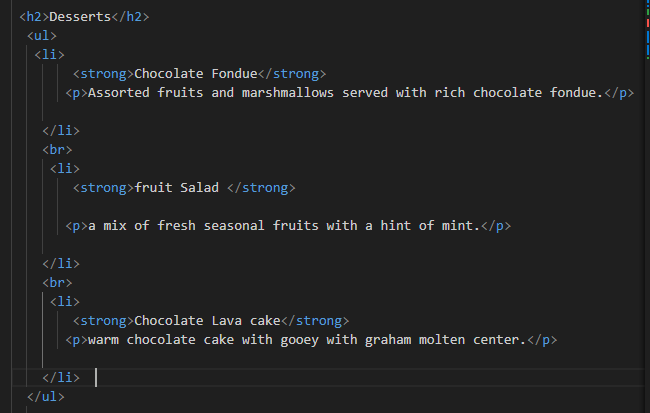 <h2>Desserts</h2>
<ul>
<li>
<strong>Chocolate Fondue</strong>
<p>Assorted fruits and marshmallows served with rich chocolate fondue.</p>
</li>
<br>
<li>
<strong>fruit Salad </strong>
<p>a mix of fresh seasonal fruits with a hint of mint.</p>
</li>
<br>
<li>
<strong>Chocolate Lava cake</strong>
<p>warm chocolate cake with gooey with graham molten center.</p>
</li>
</ul>